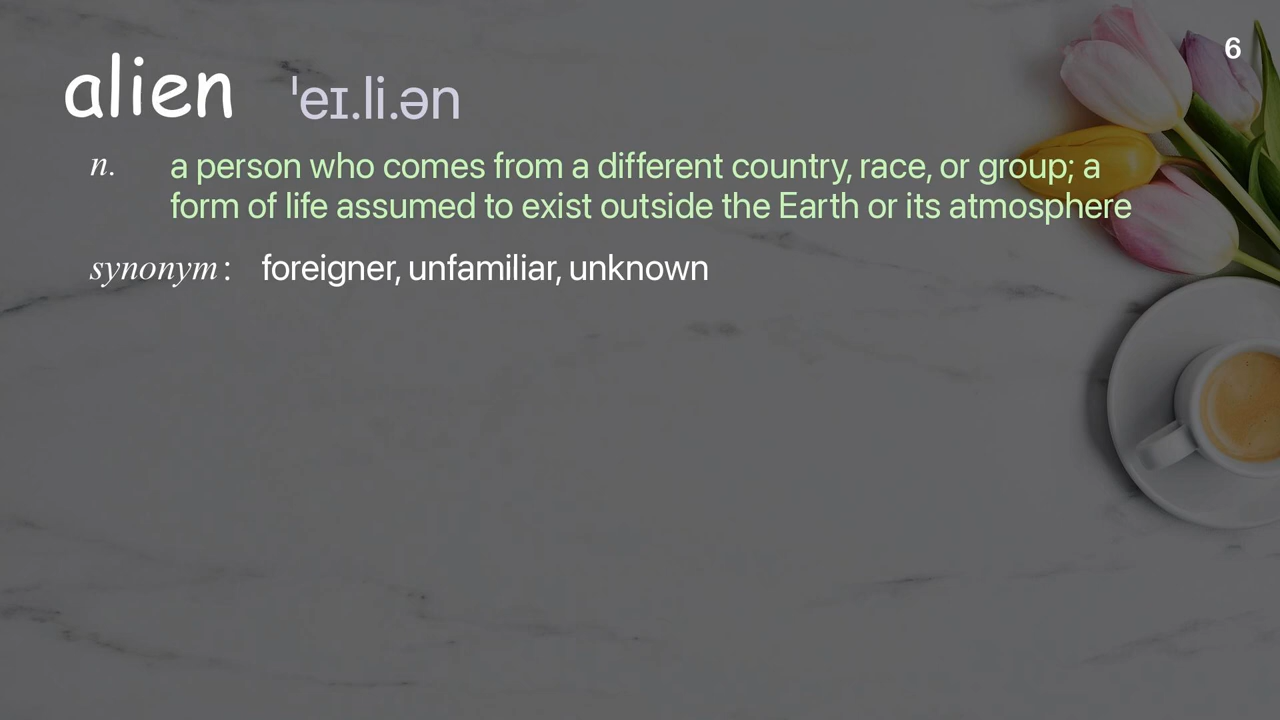 6
alien ˈeɪ.li.ən
n. a person who comes from a different country, race, or group; a
form of life assumed to exist outside the Earth or its atmosphere
synonym: foreigner, unfamiliar, unknown